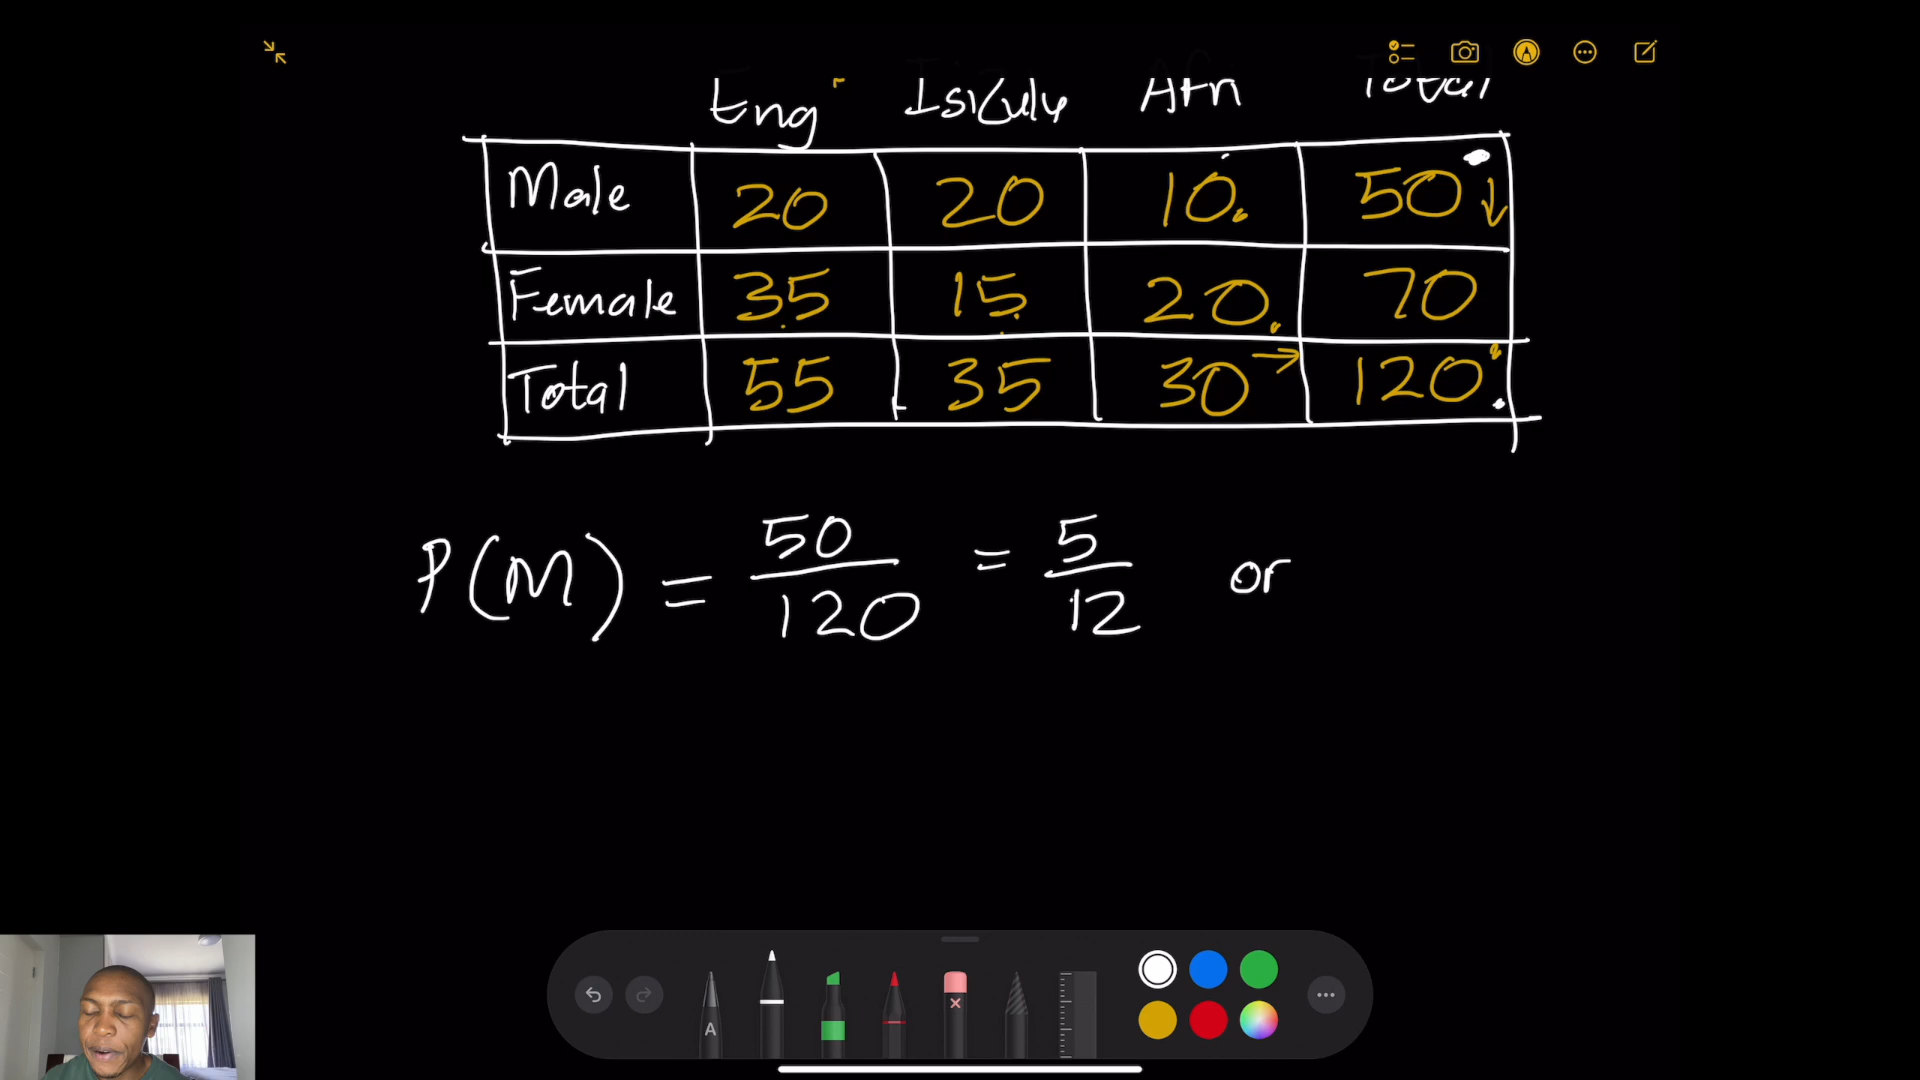 Eng IsiZulu Afri Total
Male 20 20 10 50
Female 35 15 20 70
Total 55 35 30 120
P(M) = 50/120 = 5/12 or
A